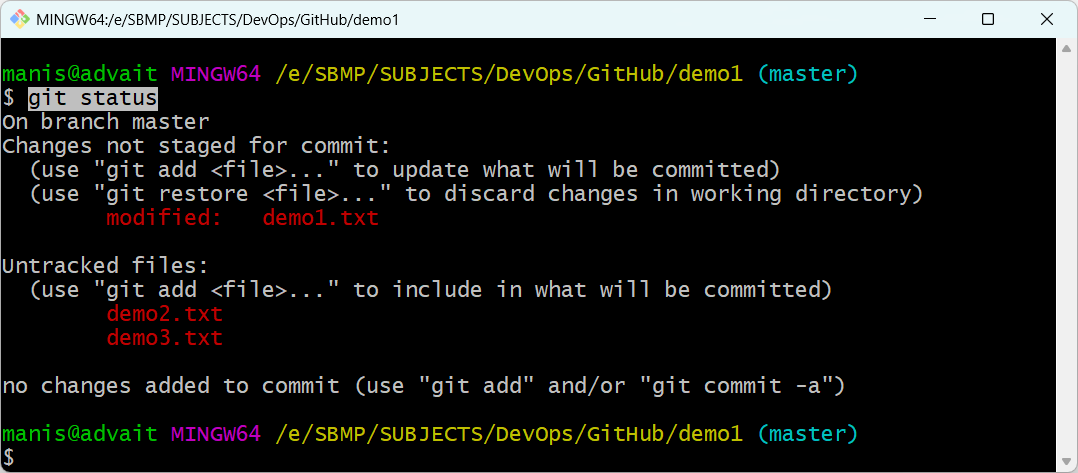 MINGW64:/e/SBMP/SUBJECTS/DevOps/GitHub/demo1
manis@advait MINGW64 /e/SBMP/SUBJECTS/DevOps/GitHub/demo1 (master)
$ git status
On branch master
Changes not staged for commit:
  (use "git add <file>..." to update what will be committed)
  (use "git restore <file>..." to discard changes in working directory)
        modified:   demo1.txt

Untracked files:
  (use "git add <file>..." to include in what will be committed)
        demo2.txt
        demo3.txt

no changes added to commit (use "git add" and/or "git commit -a")

manis@advait MINGW64 /e/SBMP/SUBJECTS/DevOps/GitHub/demo1 (master)
$